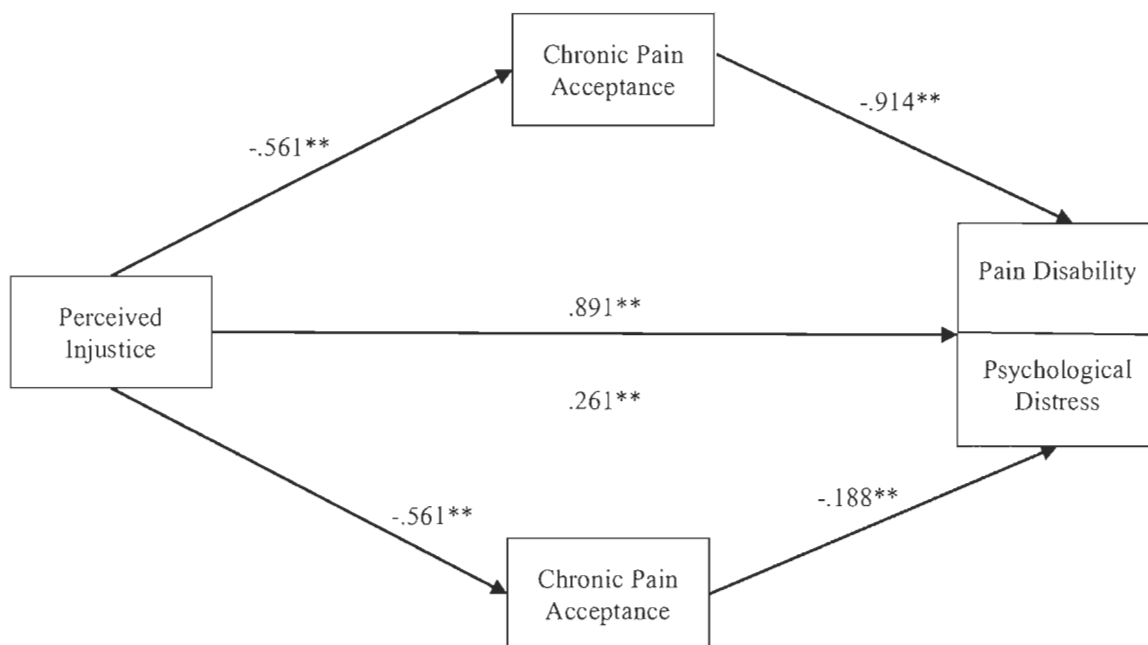 Chronic Pain
Acceptance
-.914**
-.561**
Pain Disability
Perceived
Injustice
.891**
Psychological
Distress
.261**
-.188**
-.561**
Chronic Pain
Acceptance